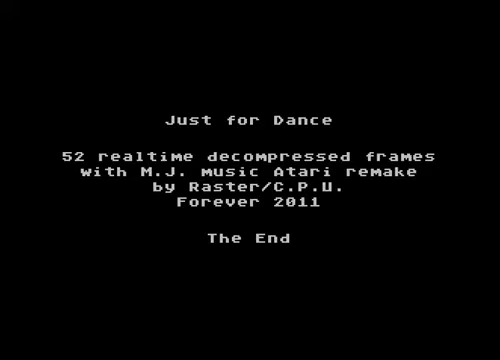 Just for Dance
52 realtime decompressed frames
with M.J. music Atari remake
by Raster/C.P.U.
Forever 2011
The End